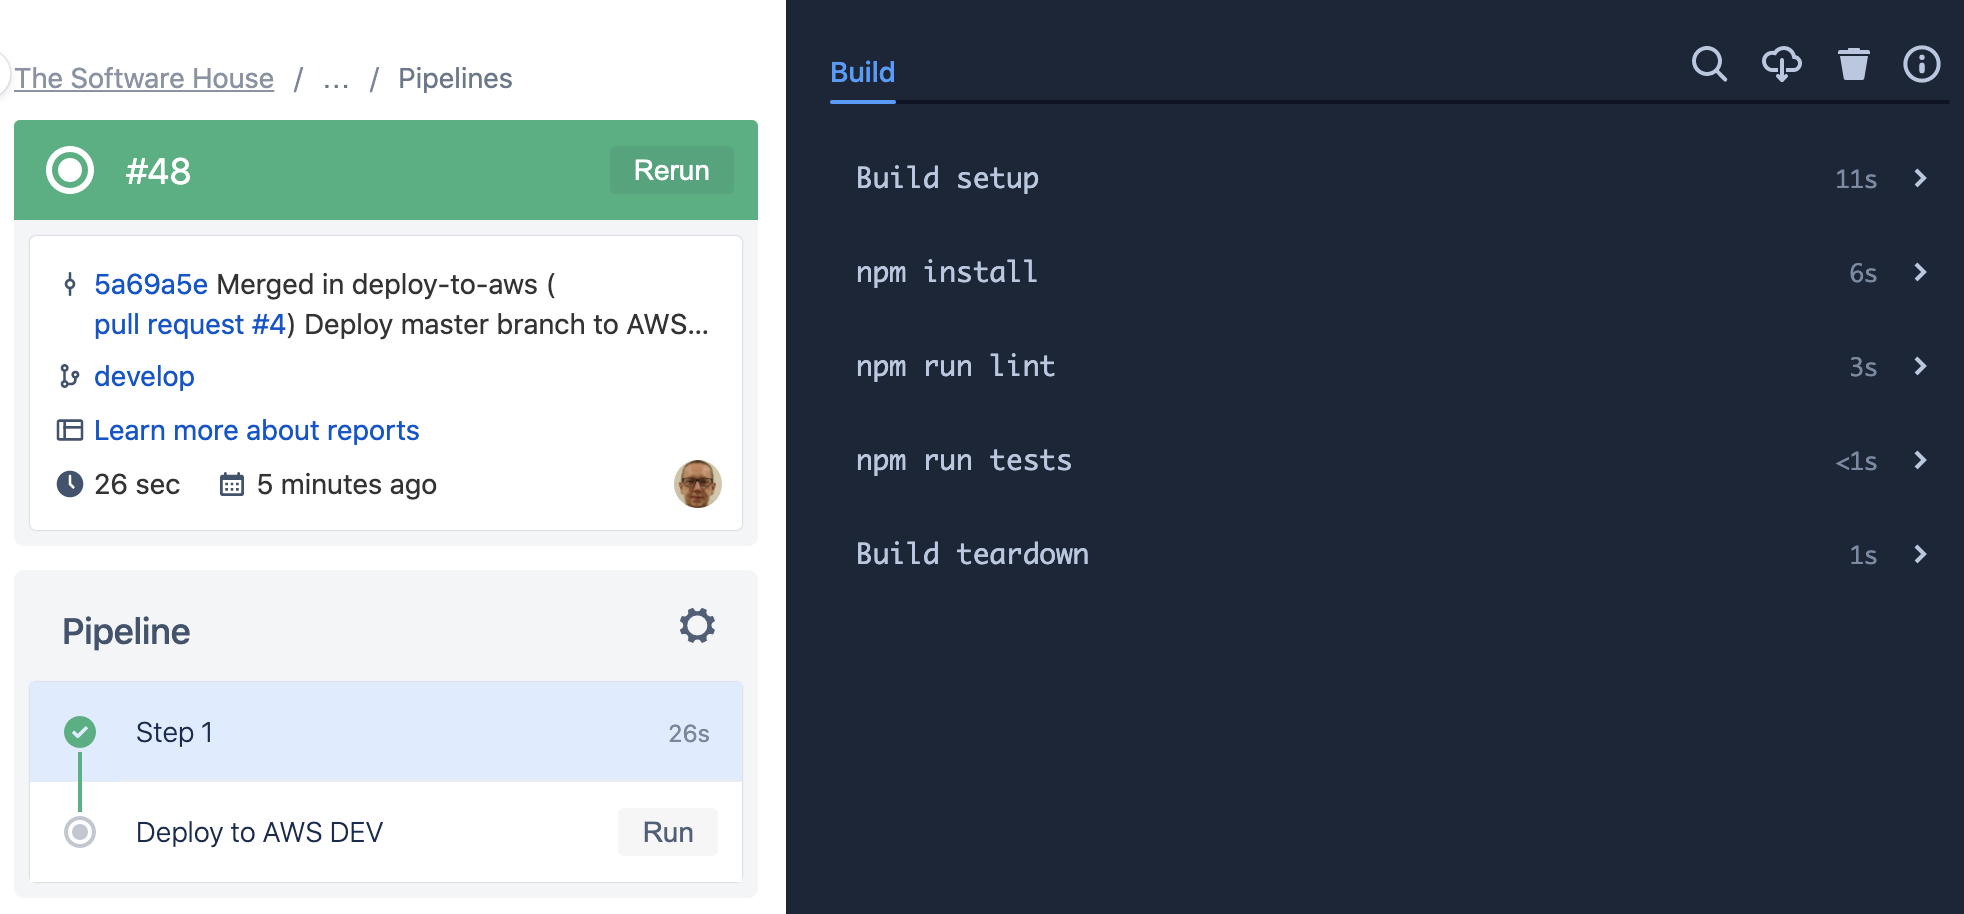 The Software House / ... / Pipelines
#48 Rerun
5a69a5e Merged in deploy-to-aws (
pull request #4) Deploy master branch to AWS...
develop
Learn more about reports
26 sec 5 minutes ago
Pipeline
Step 1 26s
Deploy to AWS DEV Run
Build
Build setup 11s
npm install 6s
npm run lint 3s
npm run tests <1s
Build teardown 1s